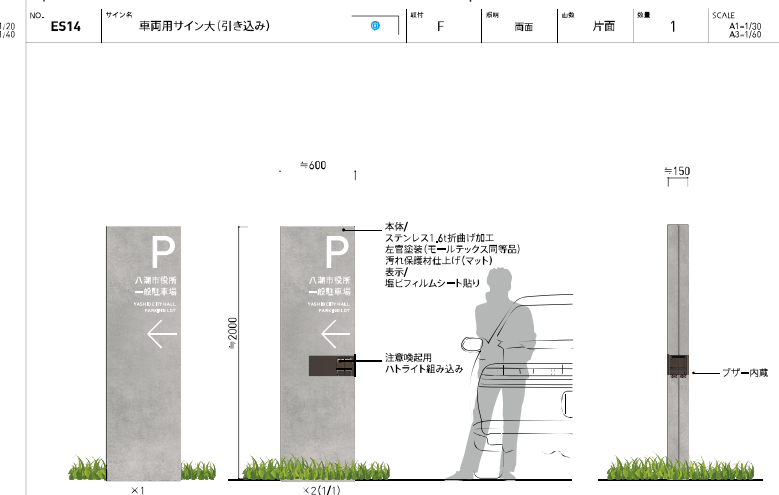 1/20
1/40
NO.
ES14
サイン名
車両用サイン大(引き込み)
取付
F
照明
両面
面数
片面
数量
1
SCALE
A1=1/30
A3=1/60
≒600
≒150
≒2000
P
八潮市役所
一般駐車場
YASHIO CITY HALL
PARKING LOT
P
八潮市役所
一般駐車場
YASHIO CITY HALL
PARKING LOT
本体/
ステンレス1.6t折曲げ加工
左官塗装(モールテックス同等品)
汚れ保護材仕上げ(マット)
表示/
塩ビフィルムシート貼り
注意喚起用
ハトライト組み込み
ブザー内蔵
×1
×2(1/1)